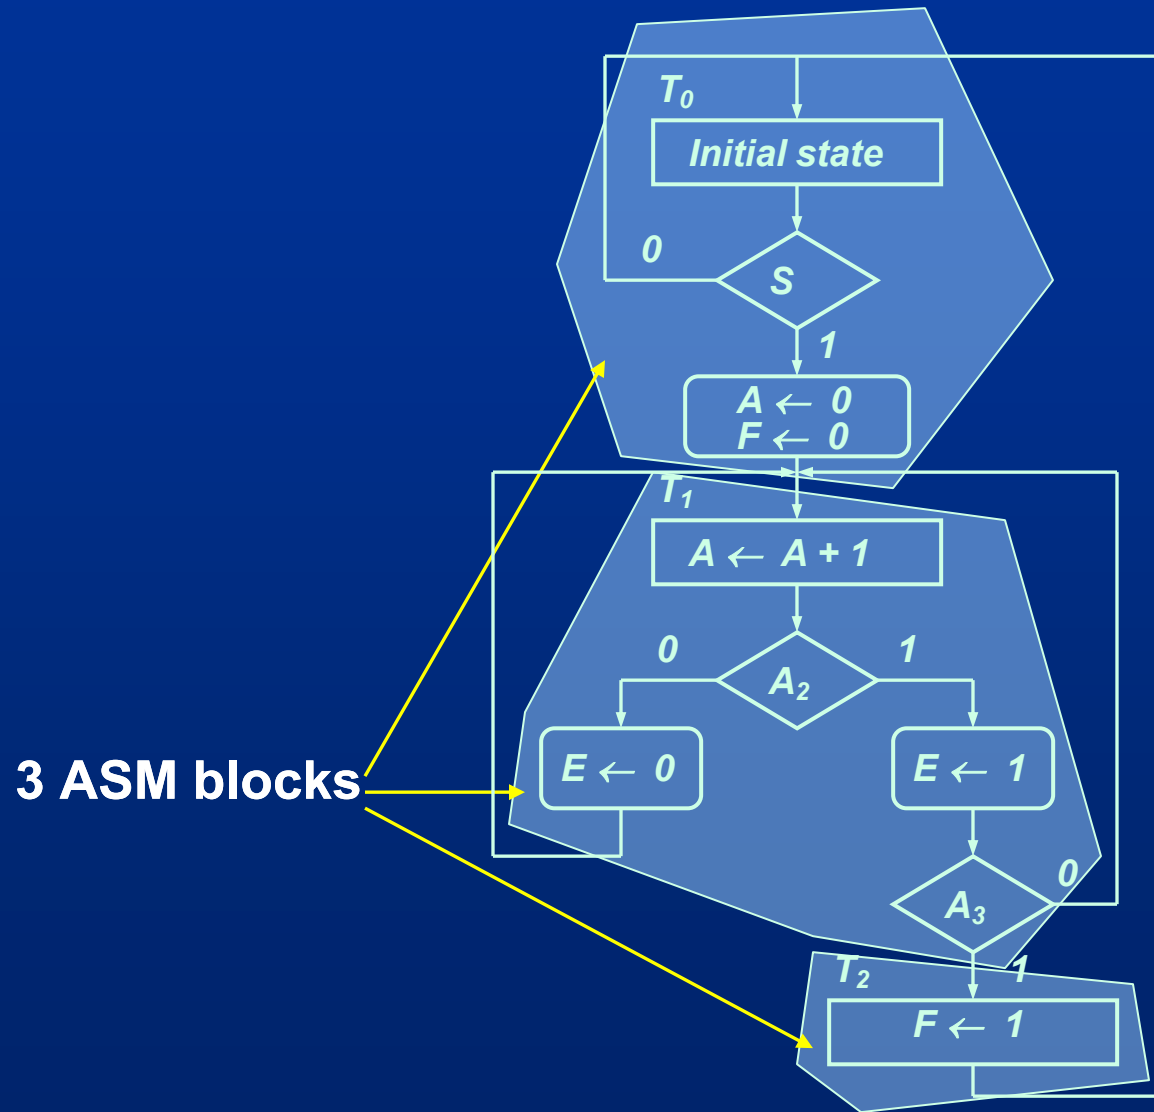 T₀
Initial state
0
S
1
A ← 0
F ← 0
T₁
A ← A + 1
0
1
A₂
E ← 0
E ← 1
3 ASM blocks
0
A₃
T₂
1
F ← 1